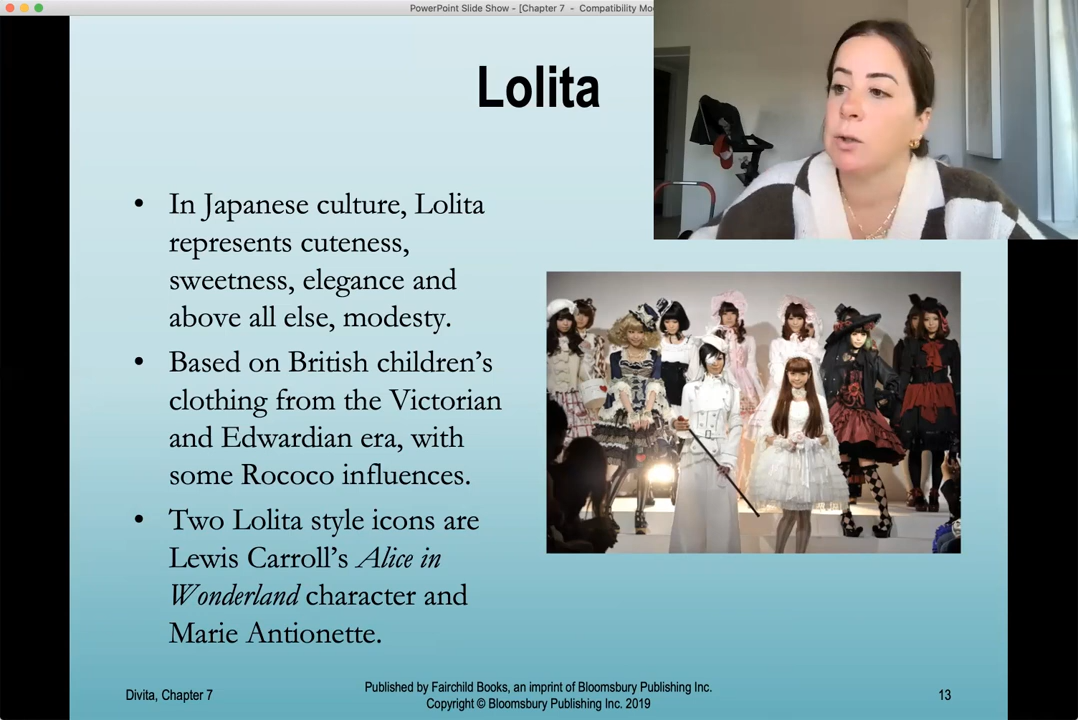 PowerPoint Slide Show - [Chapter 7 - Compatibility Mo
Lolita
• In Japanese culture, Lolita
represents cuteness,
sweetness, elegance and
above all else, modesty.
• Based on British children's
clothing from the Victorian
and Edwardian era, with
some Rococo influences.
• Two Lolita style icons are
Lewis Carroll's Alice in
Wonderland character and
Marie Antionette.
Divita, Chapter 7
Published by Fairchild Books, an imprint of Bloomsbury Publishing Inc.
Copyright © Bloomsbury Publishing Inc. 2019
13